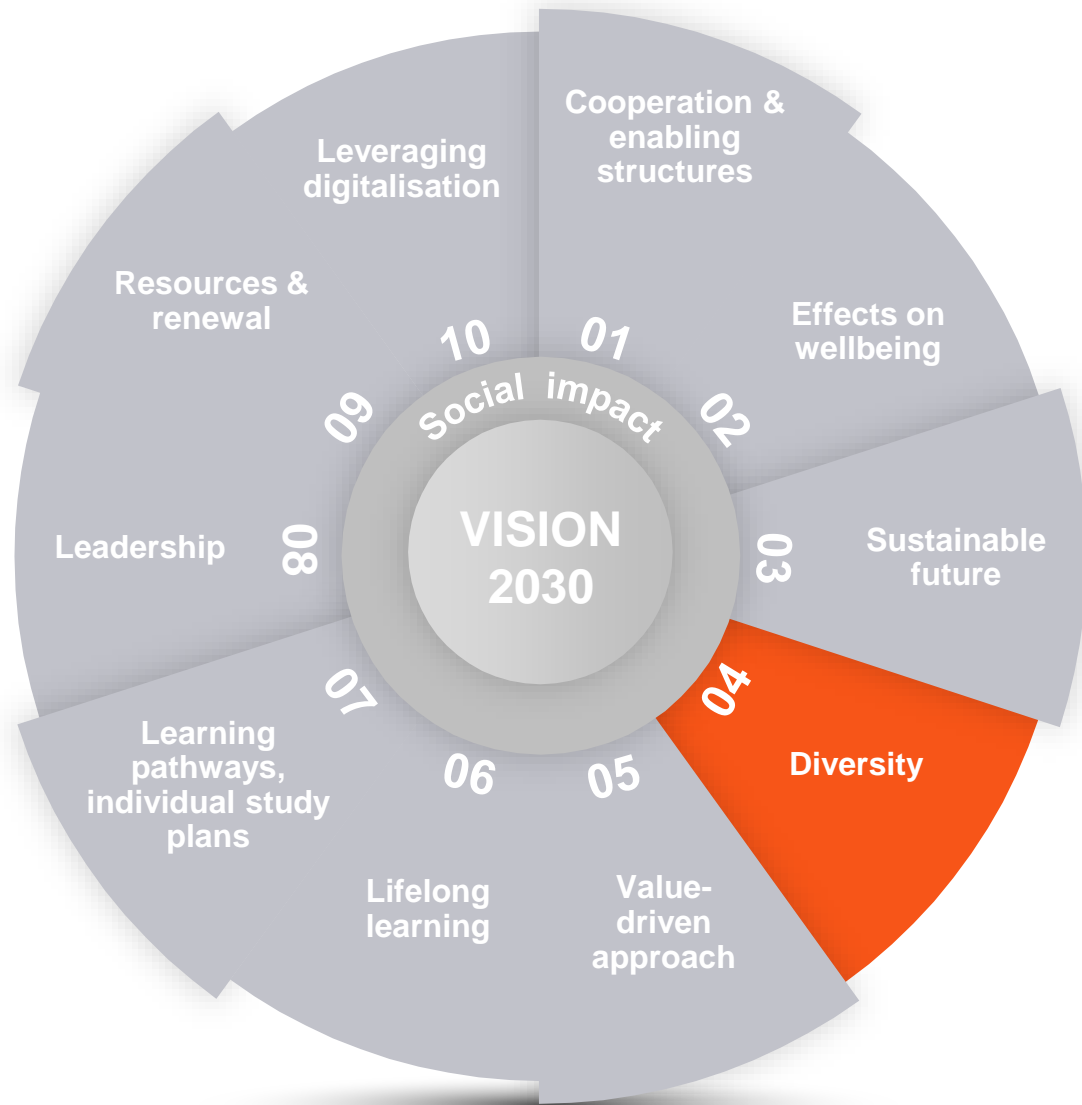 VISION
2030
Social impact
01
Cooperation &
enabling
structures
02
Effects on
wellbeing
03
Sustainable
future
04
Diversity
05
Value-
driven
approach
06
Lifelong
learning
07
Learning
pathways,
individual study
plans
08
Leadership
09
Resources &
renewal
10
Leveraging
digitalisation